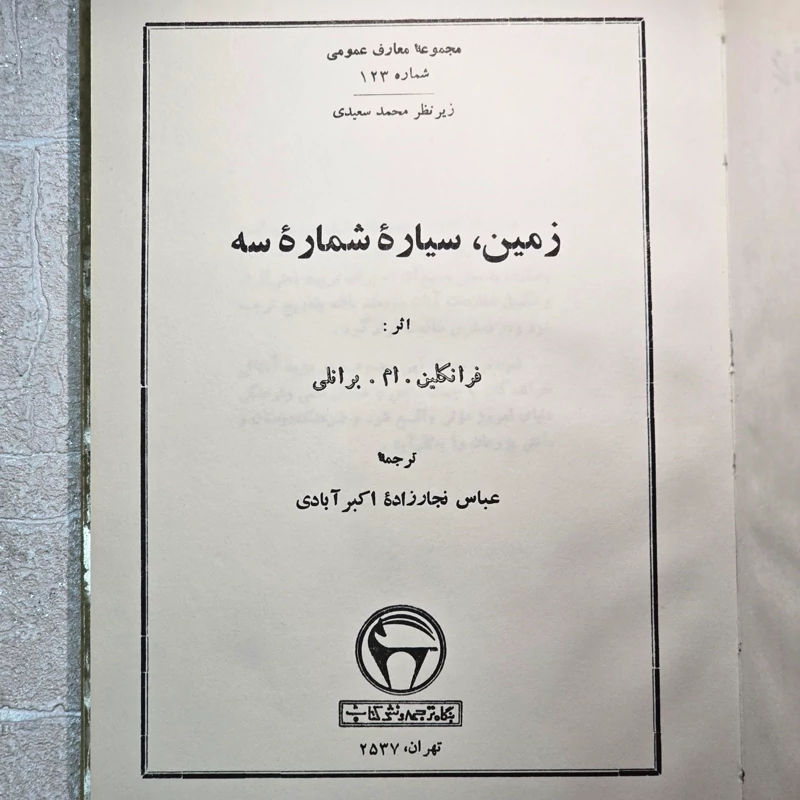 مجموعهٔ معارف عمومی
شماره ۱۲۳
زیر نظر محمد سعیدی
زمین، سیارهٔ شمارهٔ سه
اثر :
فرانکلین . ام . برانلی
ترجمهٔ
عباس نجارزادهٔ اکبرآبادی
بنگاه ترجمه و نشر کتاب
تهران، ۲۵۳۷